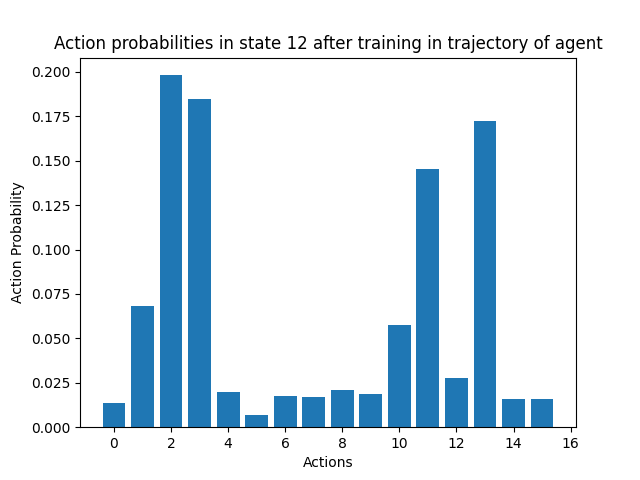 Action probabilities in state 12 after training in trajectory of agent
0.200
0.175
0.150
0.125
0.100
0.075
0.050
0.025
0.000
Action Probability
0 2 4 6 8 10 12 14 16
Actions